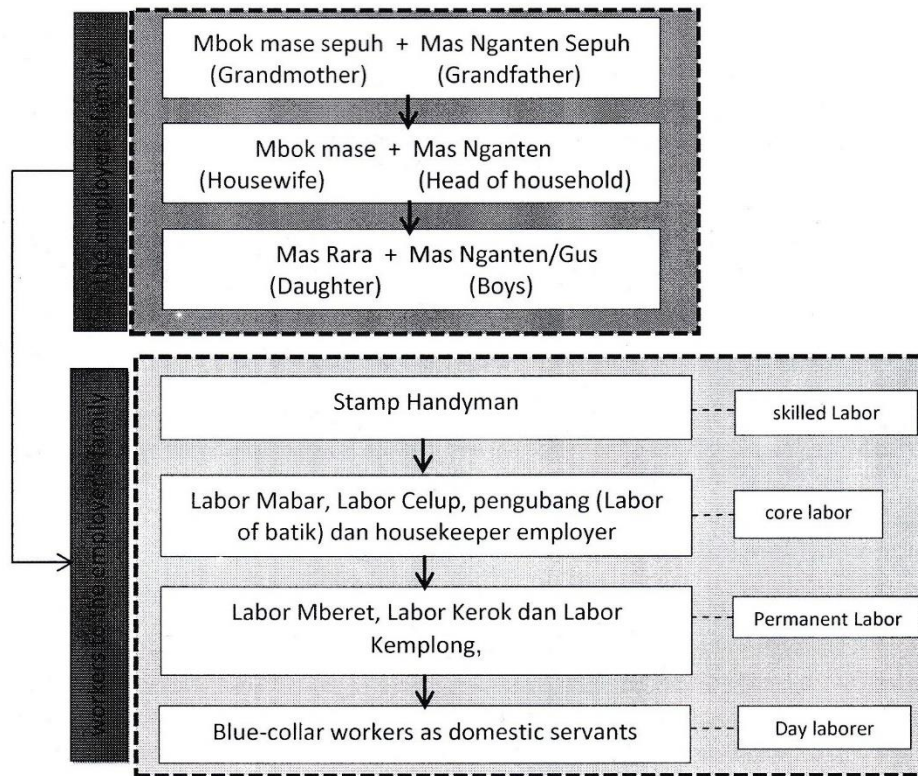 the employer's family
Mbok mase sepuh + Mas Nganten Sepuh
(Grandmother) (Grandfather)
Mbok mase + Mas Nganten
(Housewife) (Head of household)
Mas Rara + Mas Nganten/Gus
(Daughter) (Boys)
workers to the employer's family
Stamp Handyman
skilled Labor
Labor Mabar, Labor Celup, pengubang (Labor
of batik) dan housekeeper employer
core labor
Labor Mberet, Labor Kerok dan Labor
Kemplong,
Permanent Labor
Blue-collar workers as domestic servants
Day laborer